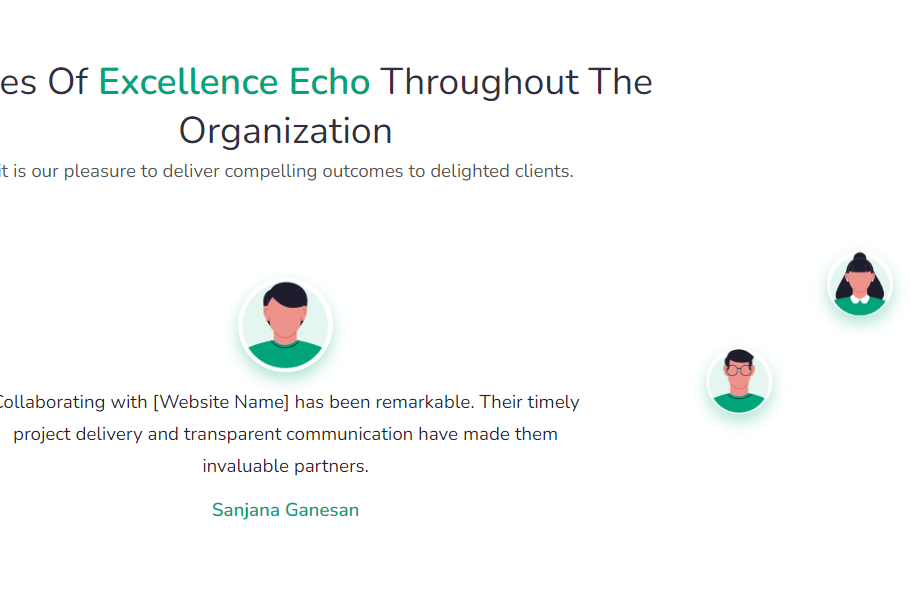 es Of Excellence Echo Throughout The
Organization
it is our pleasure to deliver compelling outcomes to delighted clients.
Collaborating with [Website Name] has been remarkable. Their timely
project delivery and transparent communication have made them
invaluable partners.
Sanjana Ganesan